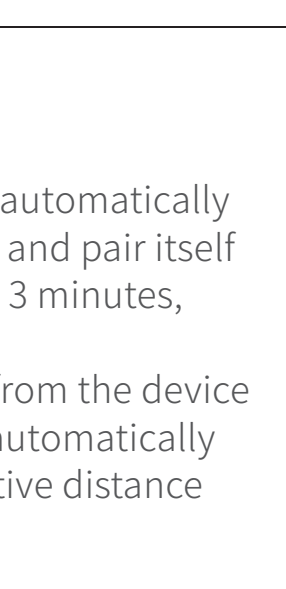 automatically
and pair itself
3 minutes,
from the device
automatically
tive distance